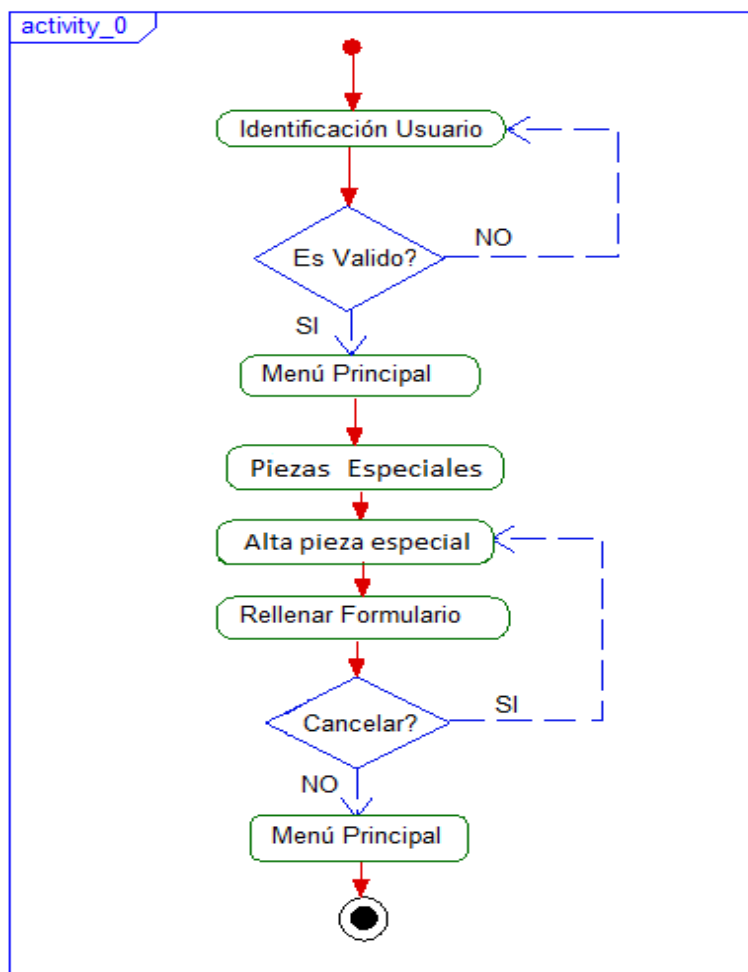 activity_0
Identificación Usuario
NO
Es Valido?
SI
Menú Principal
Piezas Especiales
Alta pieza especial
Rellenar Formulario
SI
Cancelar?
NO
Menú Principal